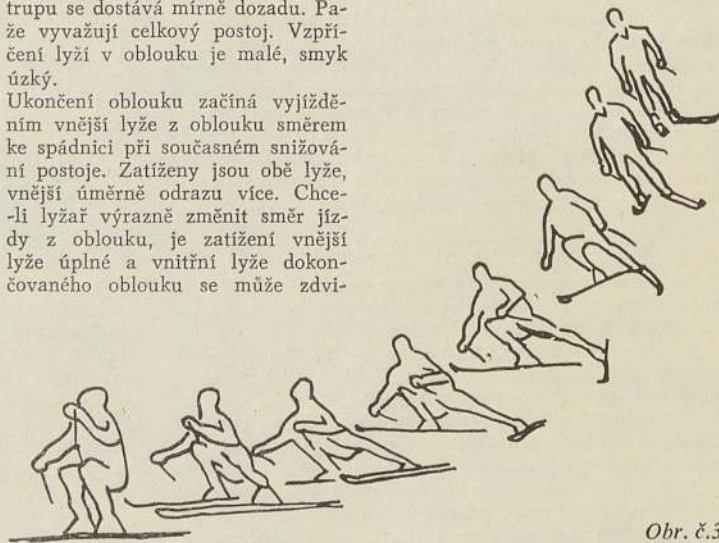 trupu se dostává mírně dozadu. Pa-
že vyvažují celkový postoj. Vzpří-
čení lyží v oblouku je malé, smyk
úzký.
Ukončení oblouku začíná vyjíždě-
ním vnější lyže z oblouku směrem
ke spádnici při současném snižová-
ní postoje. Zatíženy jsou obě lyže,
vnější úměrně odrazu více. Chce-
-li lyžař výrazně změnit směr jíz-
dy z oblouku, je zatížení vnější
lyže úplné a vnitřní lyže dokon-
čovaného oblouku se může zdvi-
Obr. č.3